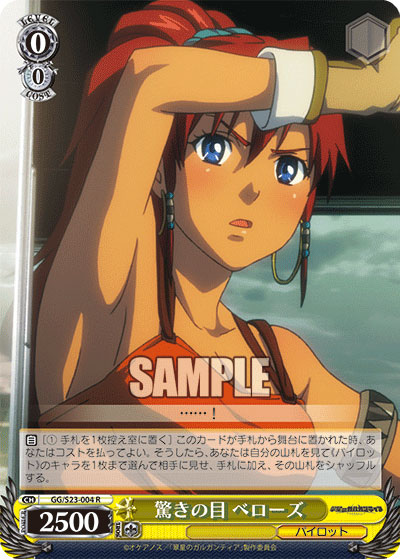 LEVEL
0
0
COST
SAMPLE
……！
自 [① 手札を1枚控え室に置く] このカードが手札から舞台に置かれた時、あ
なたはコストを払ってよい。そうしたら、あなたは自分の山札を見て《パイロッ
ト》のキャラを1枚まで選んで相手に見せ、手札に加え、その山札をシャッフル
する。
CH
GG/S23-004 R
2500
驚きの目 ベローズ
パイロット
©オケアノス／「翠星のガルガンティア」製作委員会